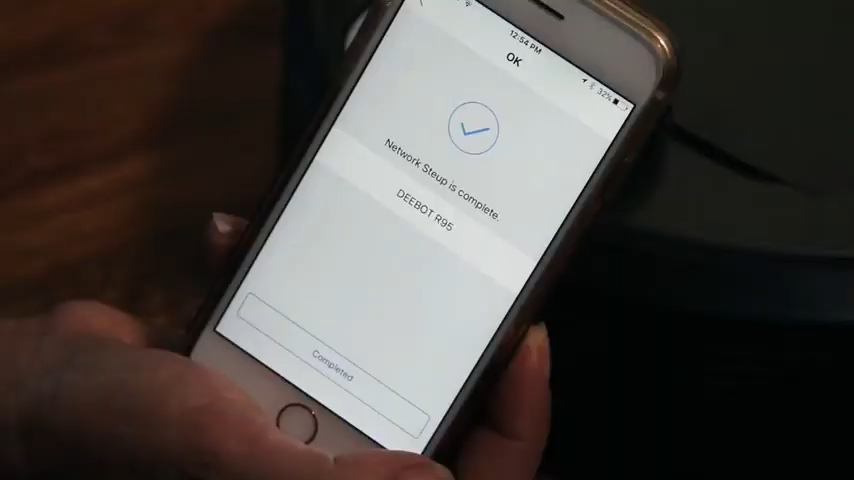 12:54 PM
32%
OK
Network Steup is complete.
DEEBOT R95
Completed